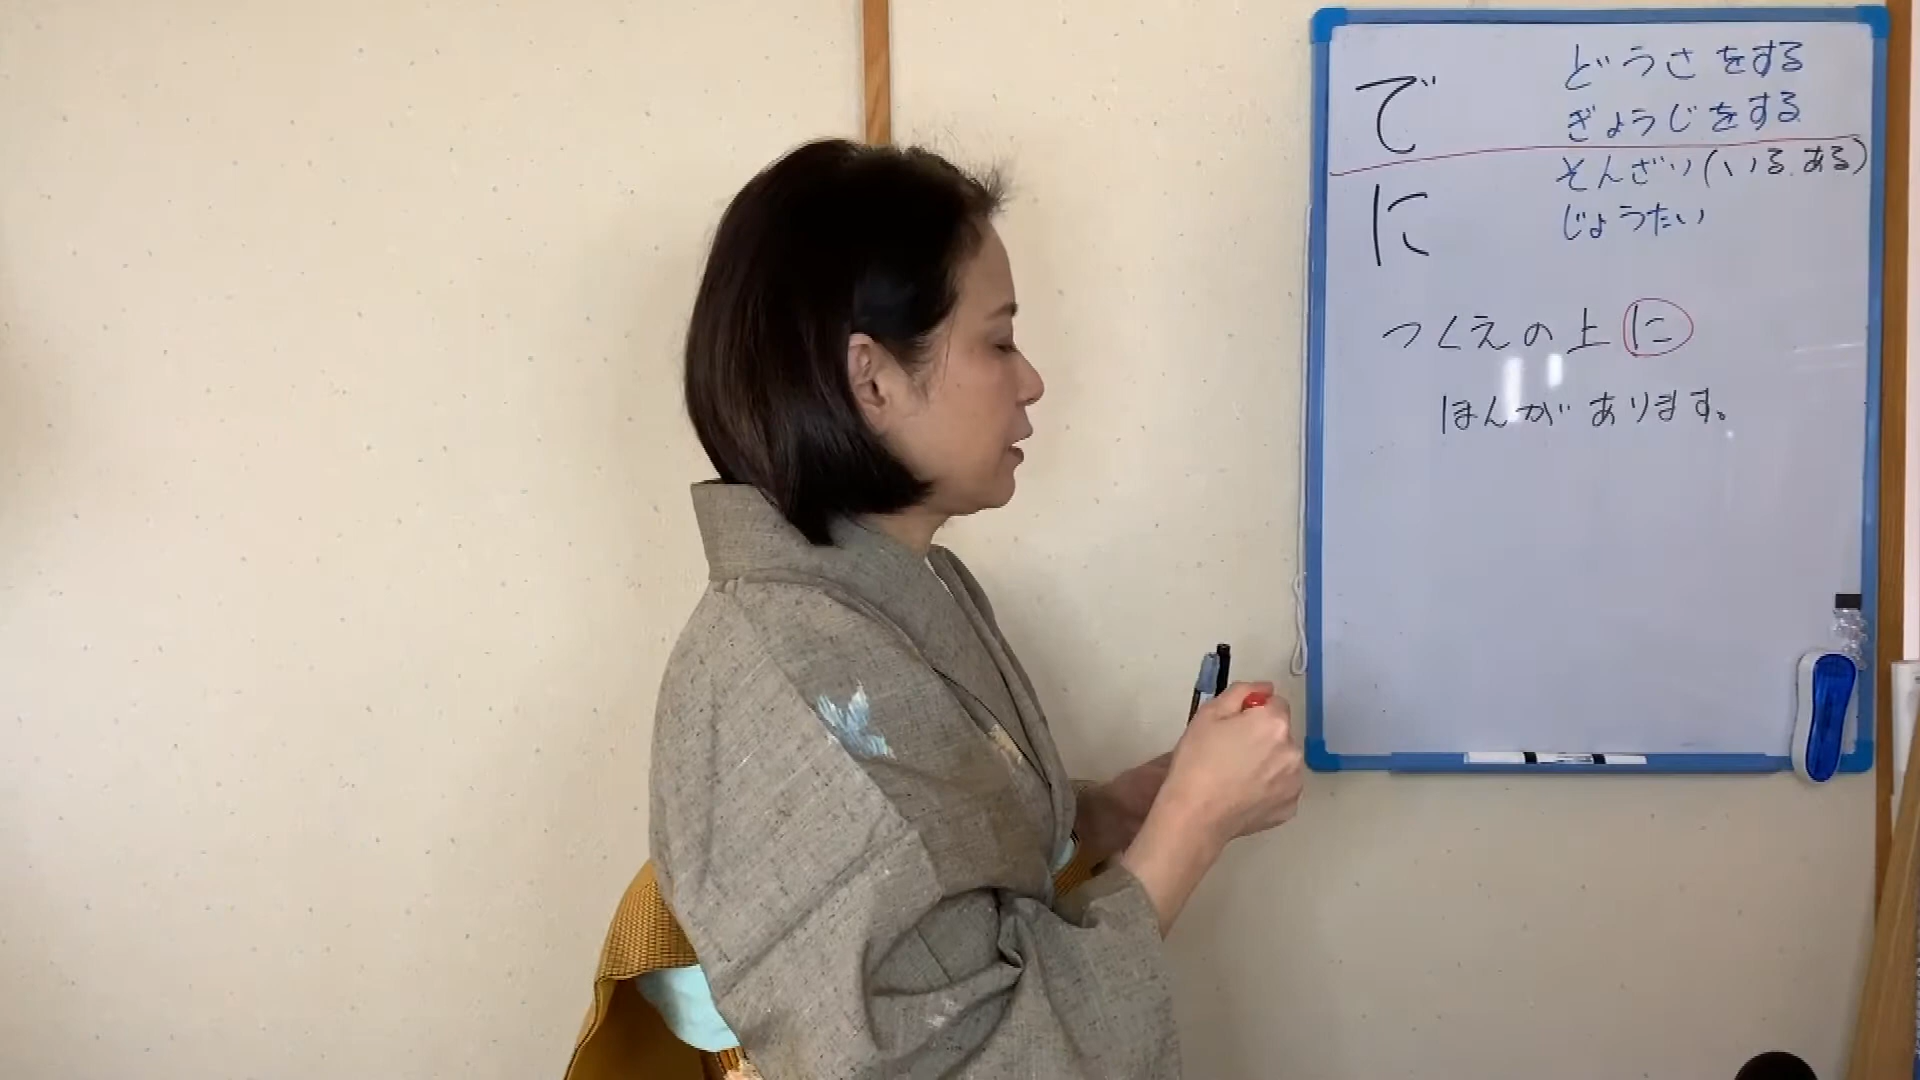 で
どうさをする
ぎょうじをする
に
そんざい(いる.ある)
じょうたい
つくえの上に
ほんがあります。